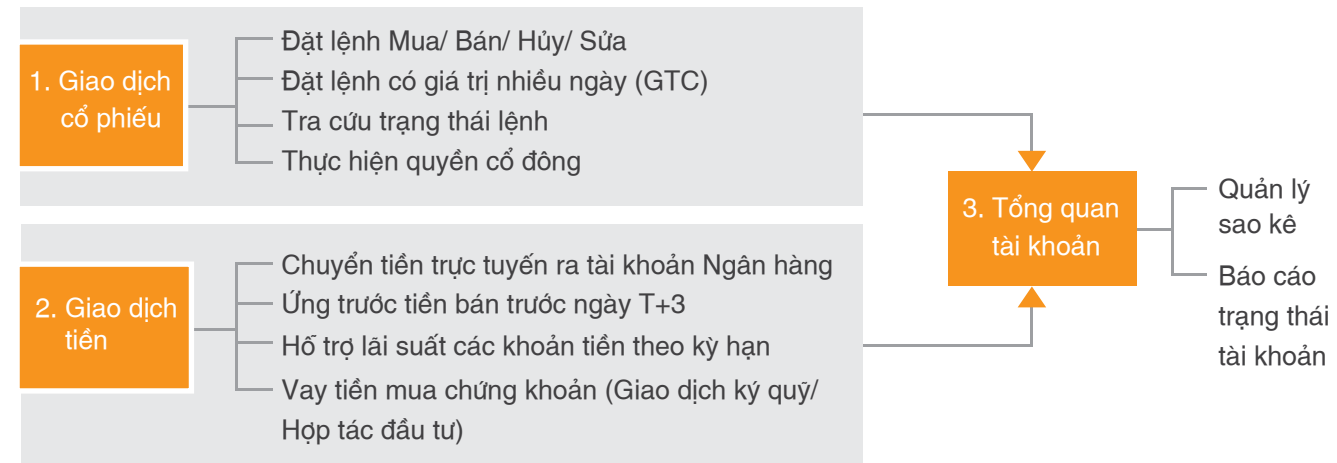 1. Giao dịch
cổ phiếu
Đặt lệnh Mua/ Bán/ Hủy/ Sửa
Đặt lệnh có giá trị nhiều ngày (GTC)
Tra cứu trạng thái lệnh
Thực hiện quyền cổ đông
2. Giao dịch
tiền
Chuyển tiền trực tuyến ra tài khoản Ngân hàng
Ứng trước tiền bán trước ngày T+3
Hỗ trợ lãi suất các khoản tiền theo kỳ hạn
Vay tiền mua chứng khoán (Giao dịch ký quỹ/
Hợp tác đầu tư)
3. Tổng quan
tài khoản
Quản lý
sao kê
Báo cáo
trạng thái
tài khoản